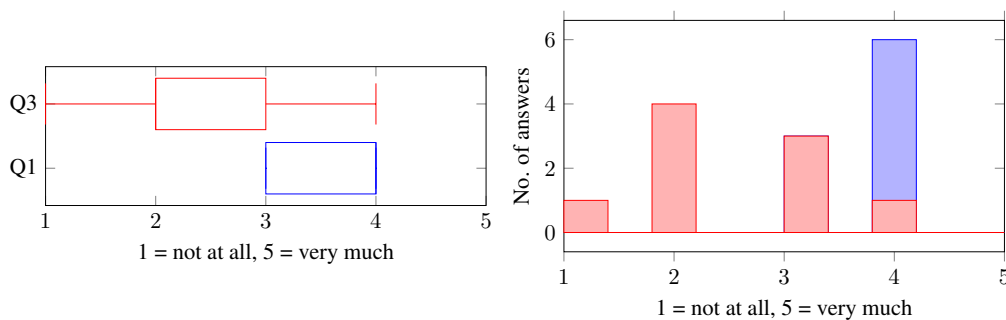 Q3
Q1
1 2 3 4 5
1 = not at all, 5 = very much
No. of answers
6
4
2
0
1 2 3 4 5
1 = not at all, 5 = very much